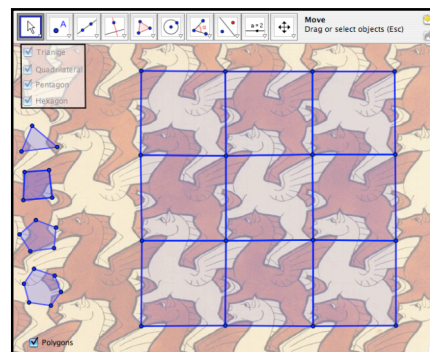 a=2
Move
Drag or select objects (Esc)
Triangle
Quadrilateral
Pentagon
Hexagon
Polygons